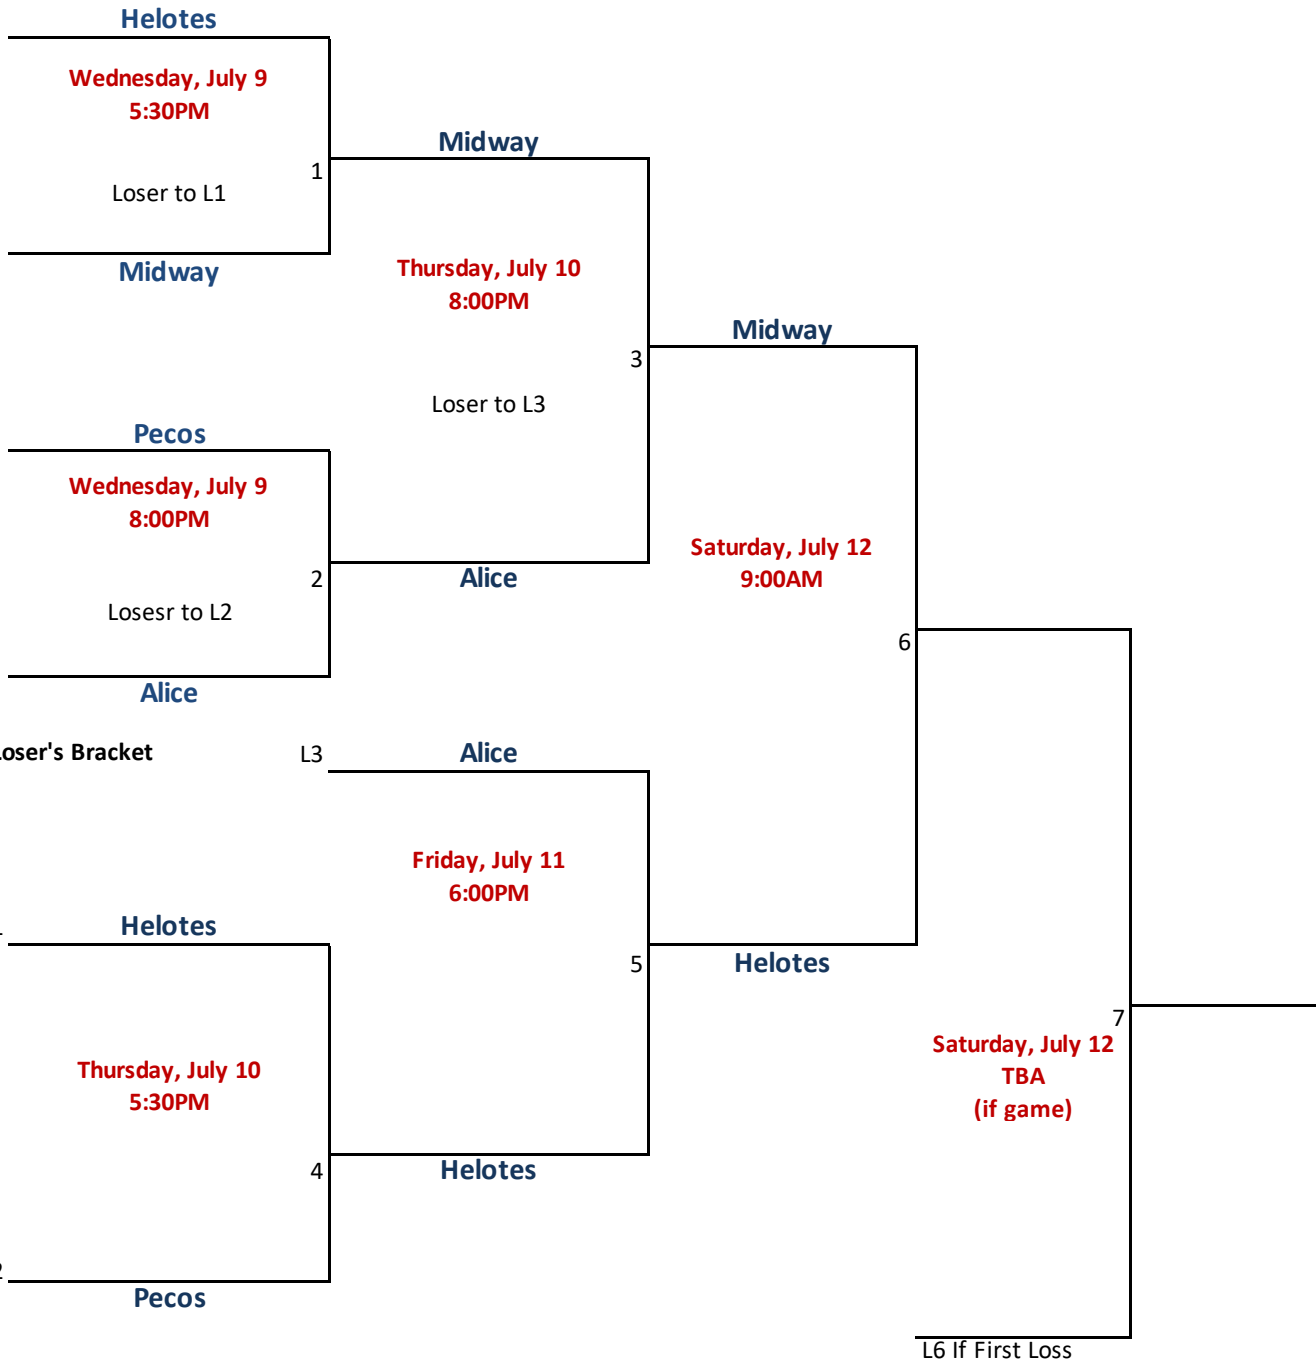 Helotes
Wednesday, July 9
5:30PM
Midway
1
Loser to L1
Midway
Thursday, July 10
8:00PM
Midway
3
Loser to L3
Pecos
Wednesday, July 9
8:00PM
Saturday, July 12
9:00AM
2
Alice
Losesr to L2
6
Alice
oser's Bracket
L3
Alice
Friday, July 11
6:00PM
Helotes
5
Helotes
7
Saturday, July 12
TBA
(if game)
Thursday, July 10
5:30PM
4
Helotes
Pecos
L6 If First Loss